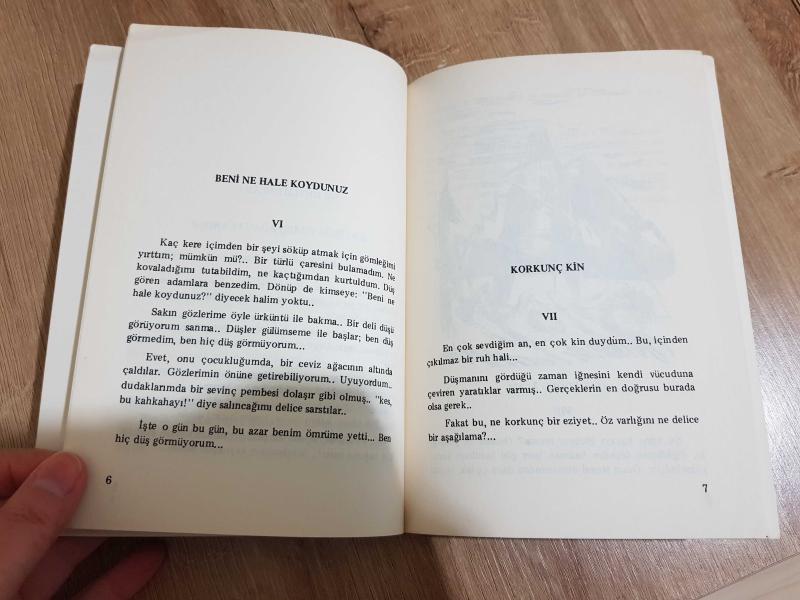 BENİ NE HALE KOYDUNUZ
VI
Kaç kere içimden bir şeyi söküp atmak için gömleğimi
yırttım; mümkün mü?.. Bir türlü çaresini bulamadım. Ne
kovaladığımı tutabildim, ne kaçtığımdan kurtuldum. Düş
gören adamlara benzedim. Dönüp de kimseye: "Beni ne
hale koydunuz?" diyecek halim yoktu..
Sakın gözlerime öyle ürküntü ile bakma.. Bir deli düşü
görüyorum sanma.. Düşler gülümseme ile başlar; ben düş
görmedim, ben hiç düş görmüyorum...
Evet, onu çocukluğumda, bir ceviz ağacının altında
çaldılar. Gözlerimin önüne getirebiliyorum.. Uyuyordum..
dudaklarımda bir sevinç pembesi dolaşır gibi olmuş.. "kes,
bu kahkahayı!" diye salıncağımı delice sarstılar..
İşte o gün bu gün, bu azar benim ömrüme yetti... Ben
hiç düş görmüyorum...
6
KORKUNÇ KİN
VII
En çok sevdiğim an, en çok kin duydum.. Bu, içinden
çıkılmaz bir ruh hali...
Düşmanını gördüğü zaman iğnesini kendi vücuduna
çeviren yaratıklar varmış.. Gerçeklerin en doğrusu burada
olsa gerek..
Fakat bu, ne korkunç bir eziyet.. Öz varlığını ne delice
bir aşağılama?...
7